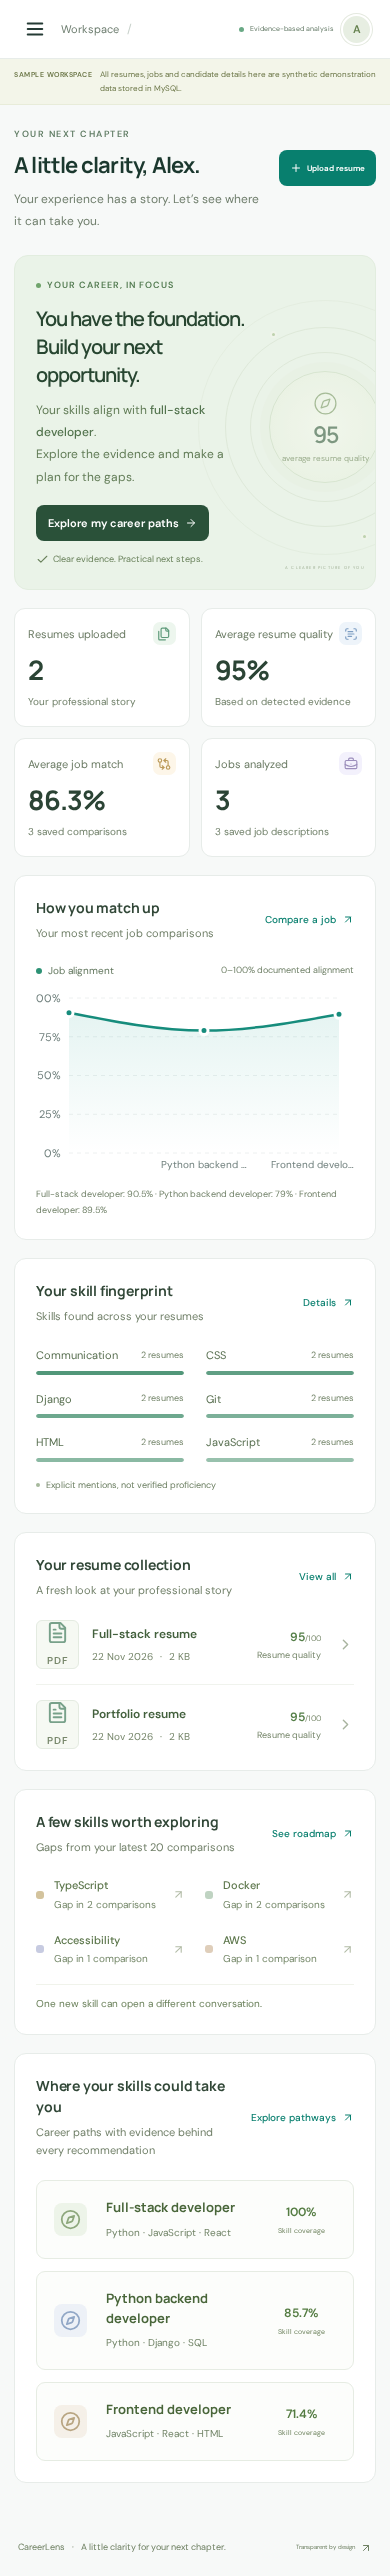 Workspace /
Evidence-based analysis
A
SAMPLE WORKSPACE
All resumes, jobs and candidate details here are synthetic demonstration
data stored in MySQL.
YOUR NEXT CHAPTER
A little clarity, Alex.
Upload resume
Your experience has a story. Let's see where
it can take you.
YOUR CAREER, IN FOCUS
You have the foundation.
Build your next
opportunity.
Your skills align with full-stack
developer.
Explore the evidence and make a
plan for the gaps.
95
average resume quality
Explore my career paths
Clear evidence. Practical next steps.
Resumes uploaded
2
Your professional story
Average resume quality
95%
Based on detected evidence
Average job match
86.3%
3 saved comparisons
Jobs analyzed
3
3 saved job descriptions
How you match up
Your most recent job comparisons
Compare a job
Job alignment
0–100% documented alignment
00%
75%
50%
25%
0%
Python backend ...
Frontend develo...
Full-stack developer: 90.5% · Python backend developer: 79% · Frontend
developer: 89.5%
Your skill fingerprint
Skills found across your resumes
Details
Communication 2 resumes
CSS 2 resumes
Django 2 resumes
Git 2 resumes
HTML 2 resumes
JavaScript 2 resumes
Explicit mentions, not verified proficiency
Your resume collection
A fresh look at your professional story
View all
PDF
Full-stack resume
22 Nov 2026 · 2 KB
95/100
Resume quality
PDF
Portfolio resume
22 Nov 2026 · 2 KB
95/100
Resume quality
A few skills worth exploring
Gaps from your latest 20 comparisons
See roadmap
TypeScript
Gap in 2 comparisons
Docker
Gap in 2 comparisons
Accessibility
Gap in 1 comparison
AWS
Gap in 1 comparison
One new skill can open a different conversation.
Where your skills could take
you
Career paths with evidence behind
every recommendation
Explore pathways
Full-stack developer
Python · JavaScript · React
100%
Skill coverage
Python backend
developer
Python · Django · SQL
85.7%
Skill coverage
Frontend developer
JavaScript · React · HTML
71.4%
Skill coverage
CareerLens · A little clarity for your next chapter.
Transparent by design